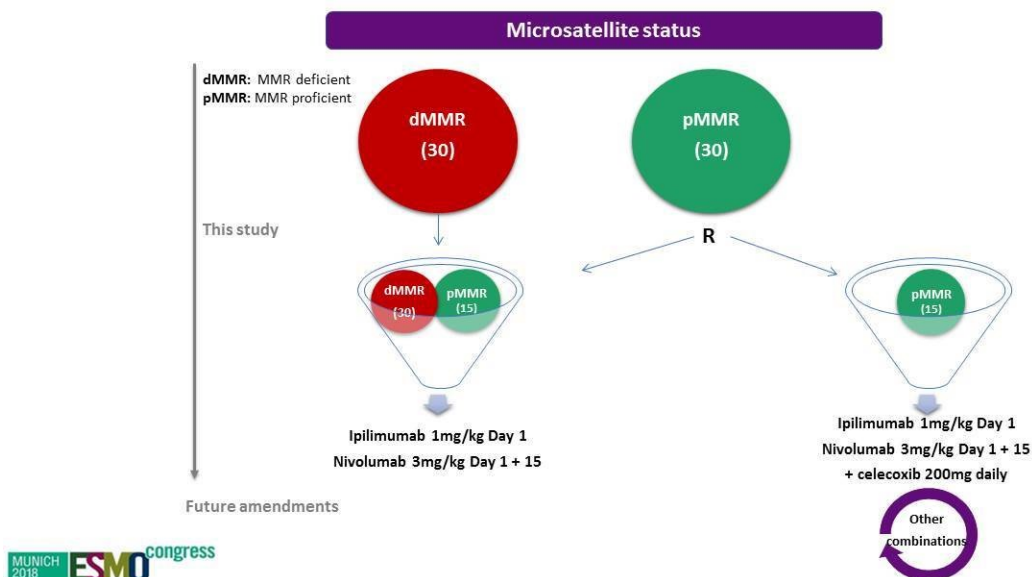 Microsatellite status
dMMR: MMR deficient
pMMR: MMR proficient
dMMR
(30)
pMMR
(30)
This study
R
dMMR
(30)
pMMR
(15)
pMMR
(15)
Ipilimumab 1mg/kg Day 1
Nivolumab 3mg/kg Day 1 + 15
Ipilimumab 1mg/kg Day 1
Nivolumab 3mg/kg Day 1 + 15
+ celecoxib 200mg daily
Future amendments
Other
combinations
MUNICH
2018
ESMO congress